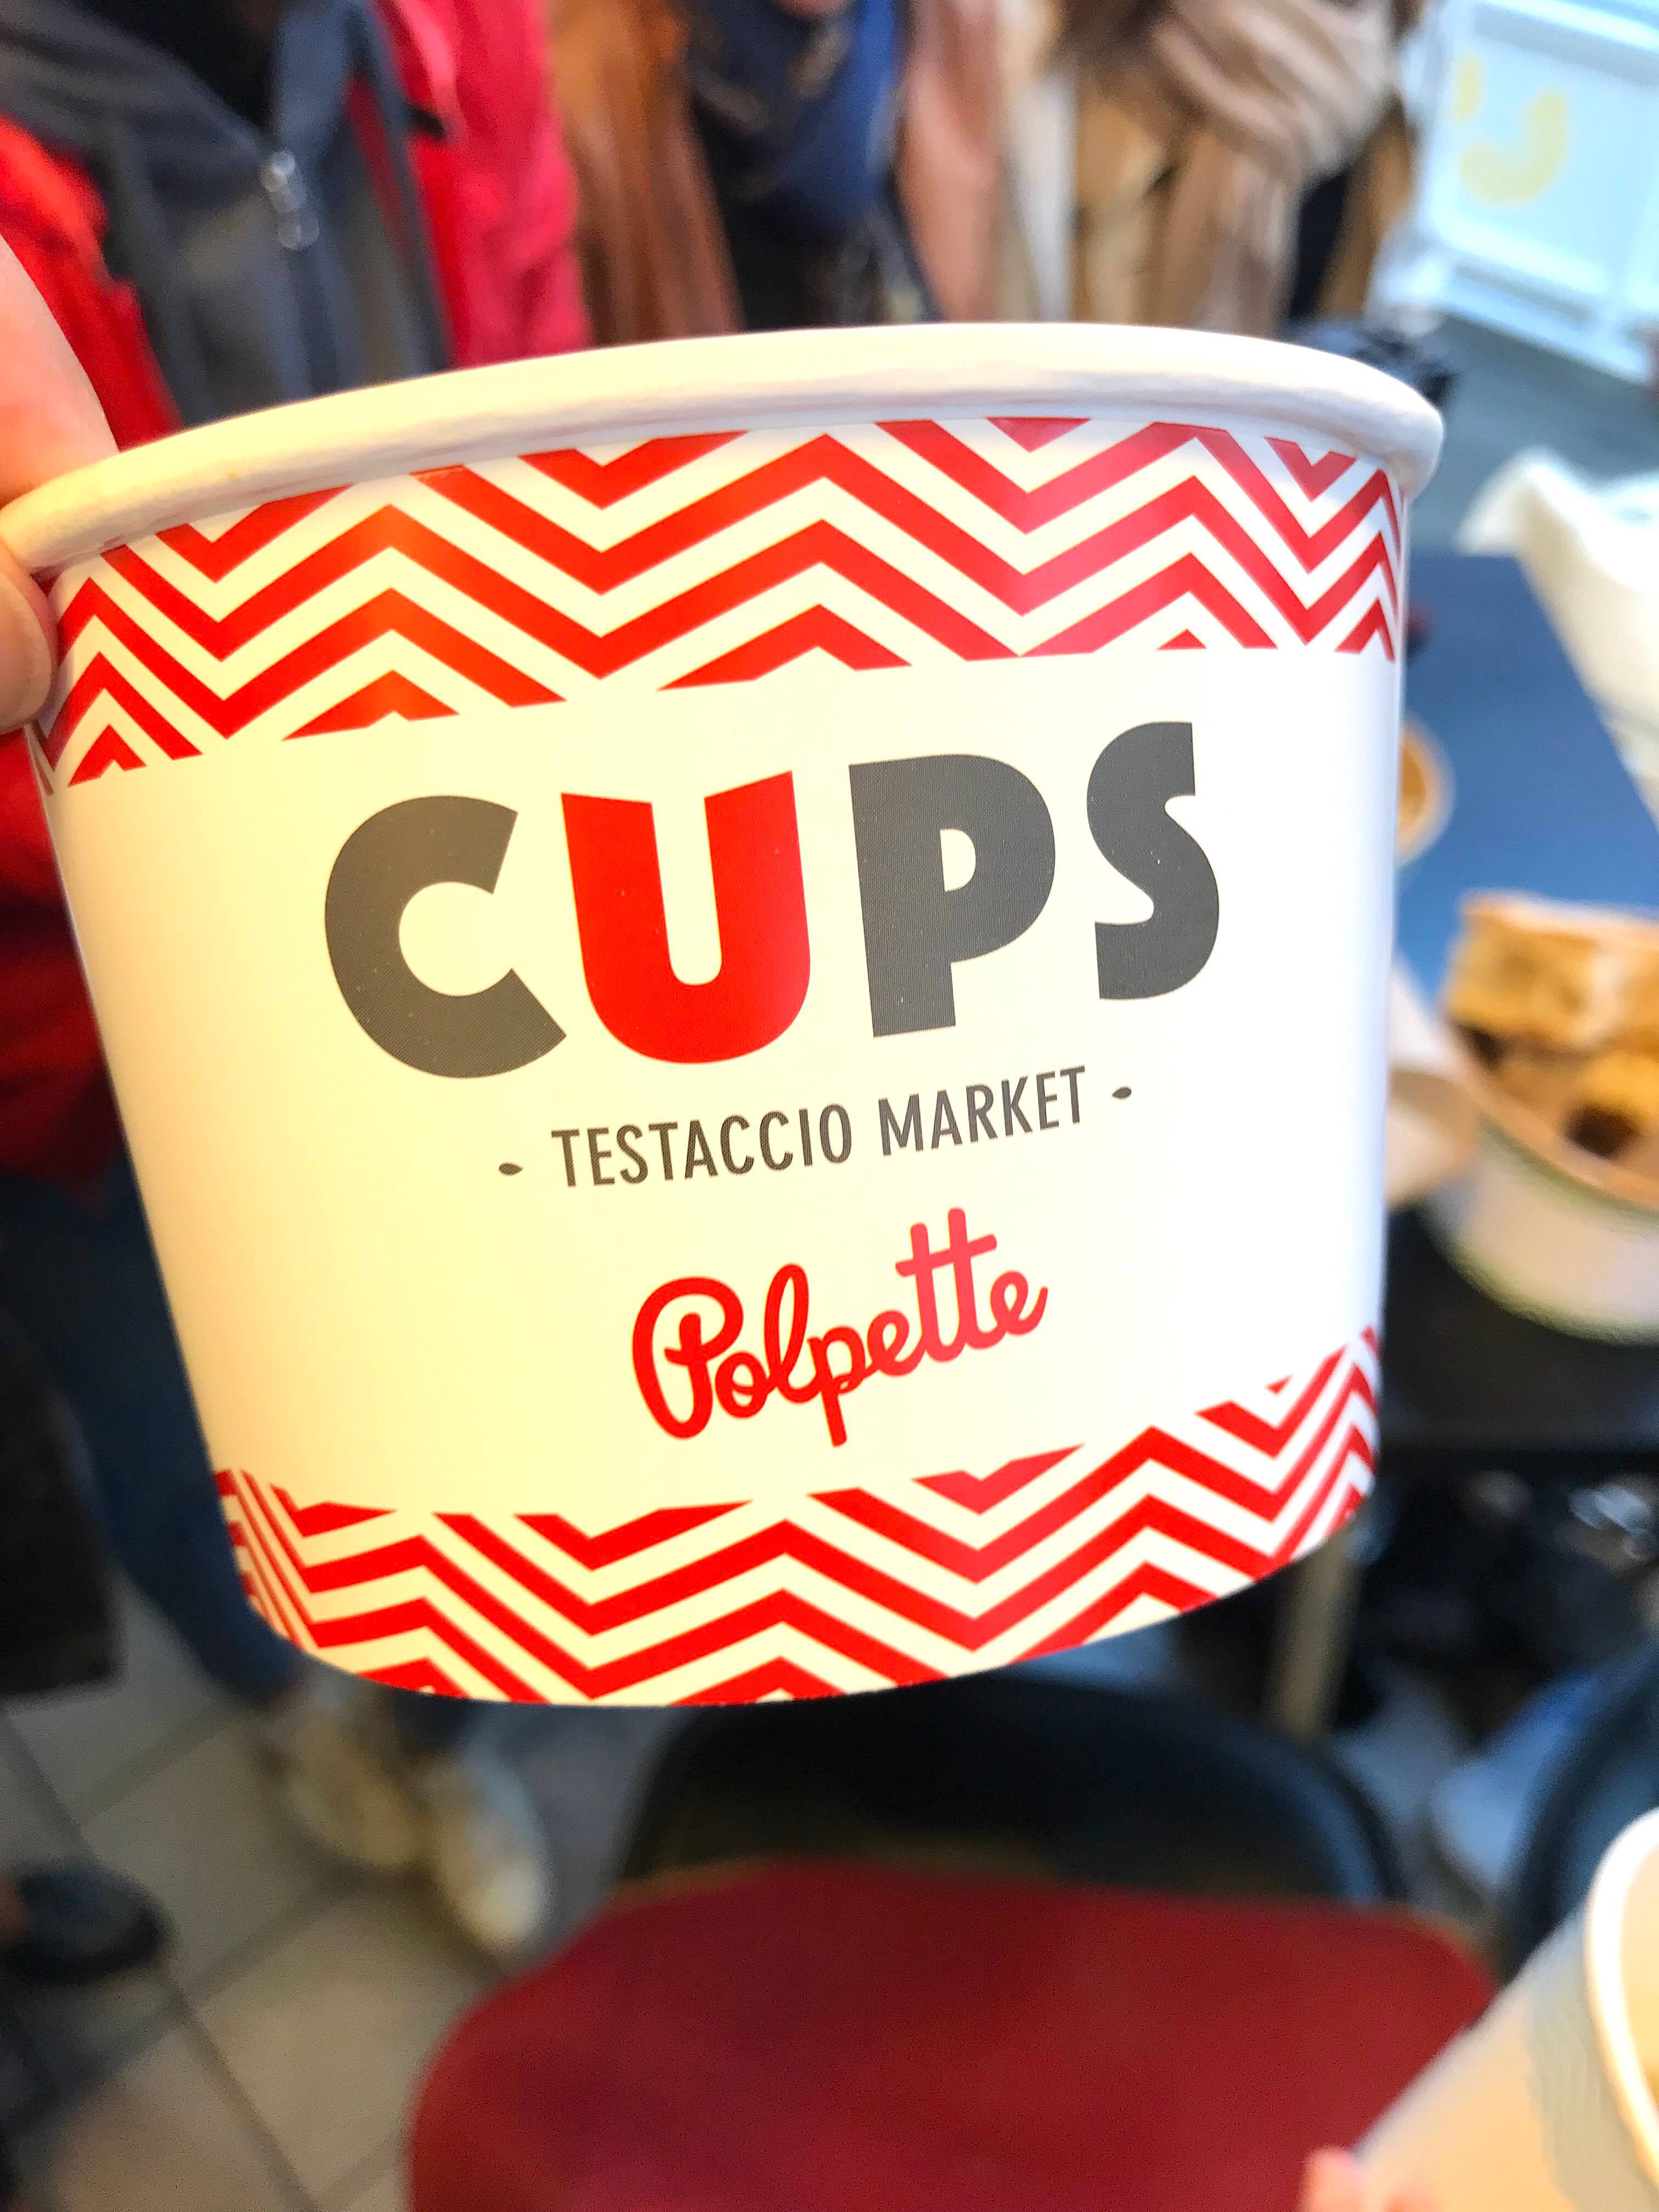 CUPS
- TESTACCIO MARKET -
Polpette